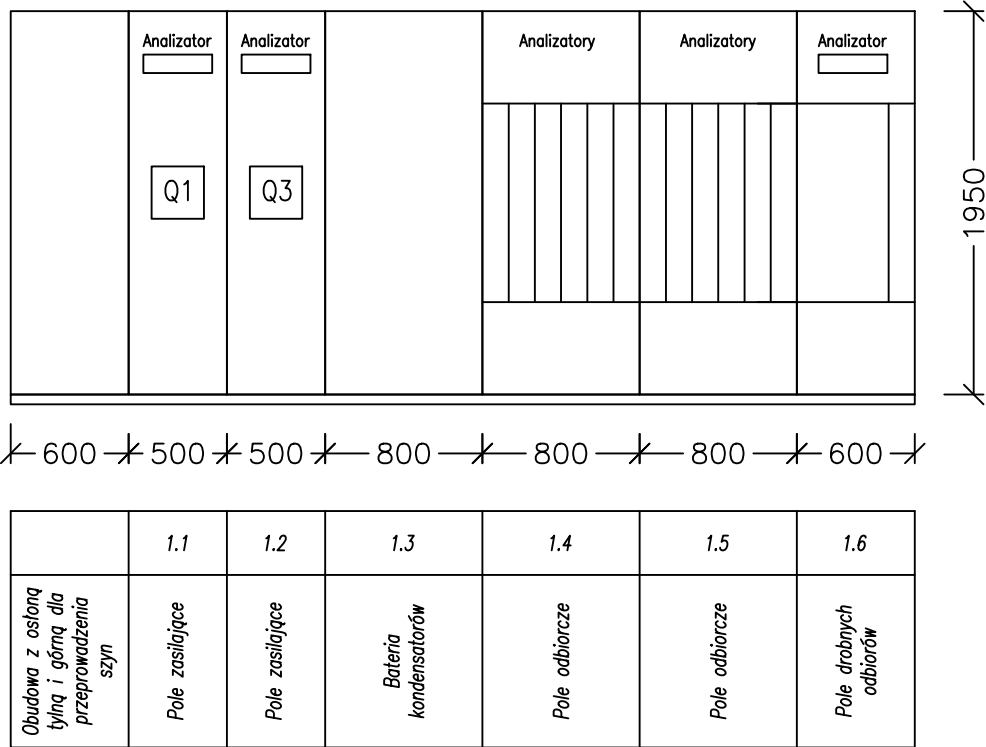 Analizator
Analizator
Analizatory
Analizatory
Analizator
Q1
Q3
1950
600
500
500
800
800
800
600
1.1
1.2
1.3
1.4
1.5
1.6
Obudowa z osłoną
tylną i górną dla
przeprowadzenia
szyn
Pole zasilające
Pole zasilające
Bateria
kondensatorów
Pole odbiorcze
Pole odbiorcze
Pole drobnych
odbiorów